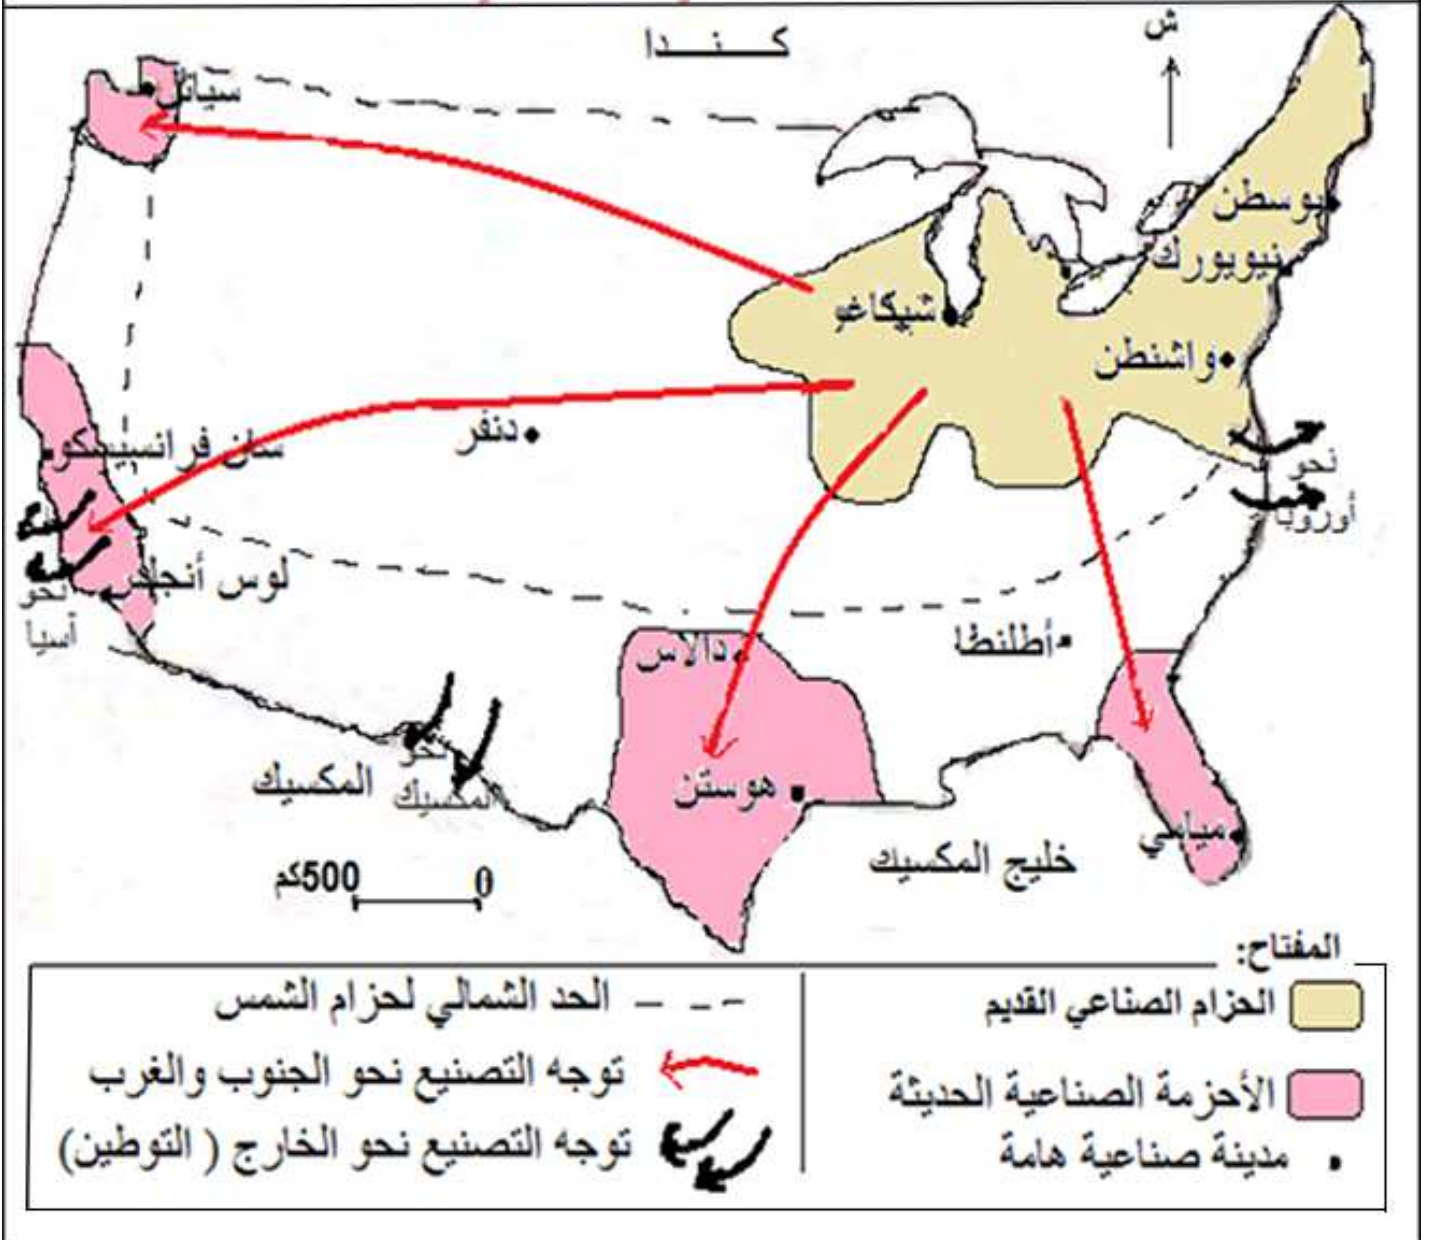 كـــنـــدا
ش
سياتل
بوسطن
نيويورك
شيكاغو
واشنطن
دنفر
سان فرانسيسكو
نحو
أوروبا
لوس أنجلس
نحو
أسيا
أطلنطا
دالاس
نحو
المكسيك
المكسيك
هوستن
ميامي
خليج المكسيك
500كم
0
المفتاح:
الحزام الصناعي القديم
الأحزمة الصناعية الحديثة
مدينة صناعية هامة
الحد الشمالي لحزام الشمس
توجه التصنيع نحو الجنوب والغرب
توجه التصنيع نحو الخارج ( التوطين)